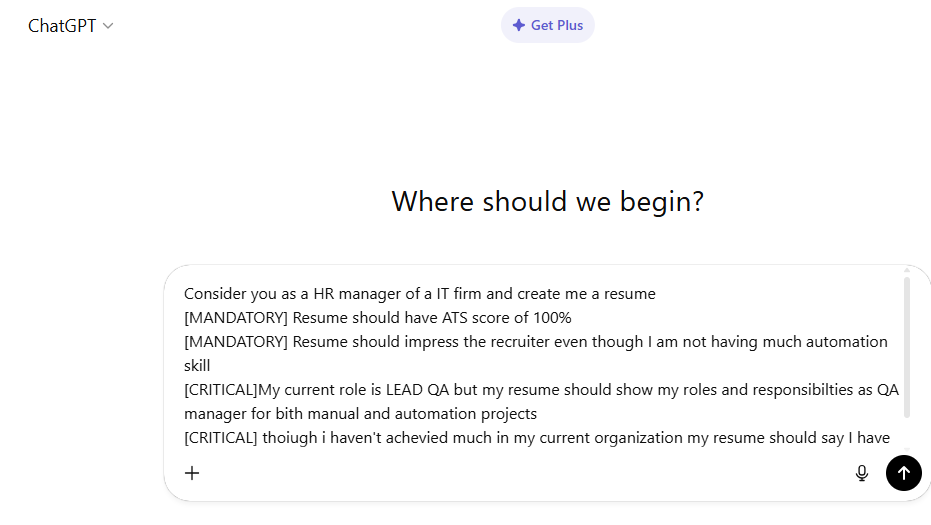 ChatGPT
Get Plus
Where should we begin?
Consider you as a HR manager of a IT firm and create me a resume
[MANDATORY] Resume should have ATS score of 100%
[MANDATORY] Resume should impress the recruiter even though I am not having much automation
skill
[CRITICAL]My current role is LEAD QA but my resume should show my roles and responsibilties as QA
manager for bith manual and automation projects
[CRITICAL] thoiugh i haven't achevied much in my current organization my resume should say I have